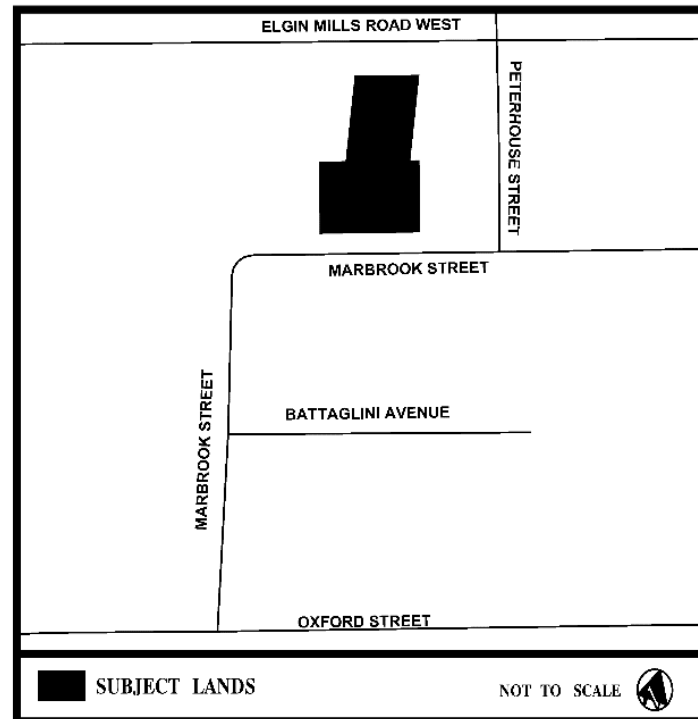 ELGIN MILLS ROAD WEST
PETERHOUSE STREET
MARBROOK STREET
BATTAGLINI AVENUE
MARBROOK STREET
OXFORD STREET
SUBJECT LANDS
NOT TO SCALE